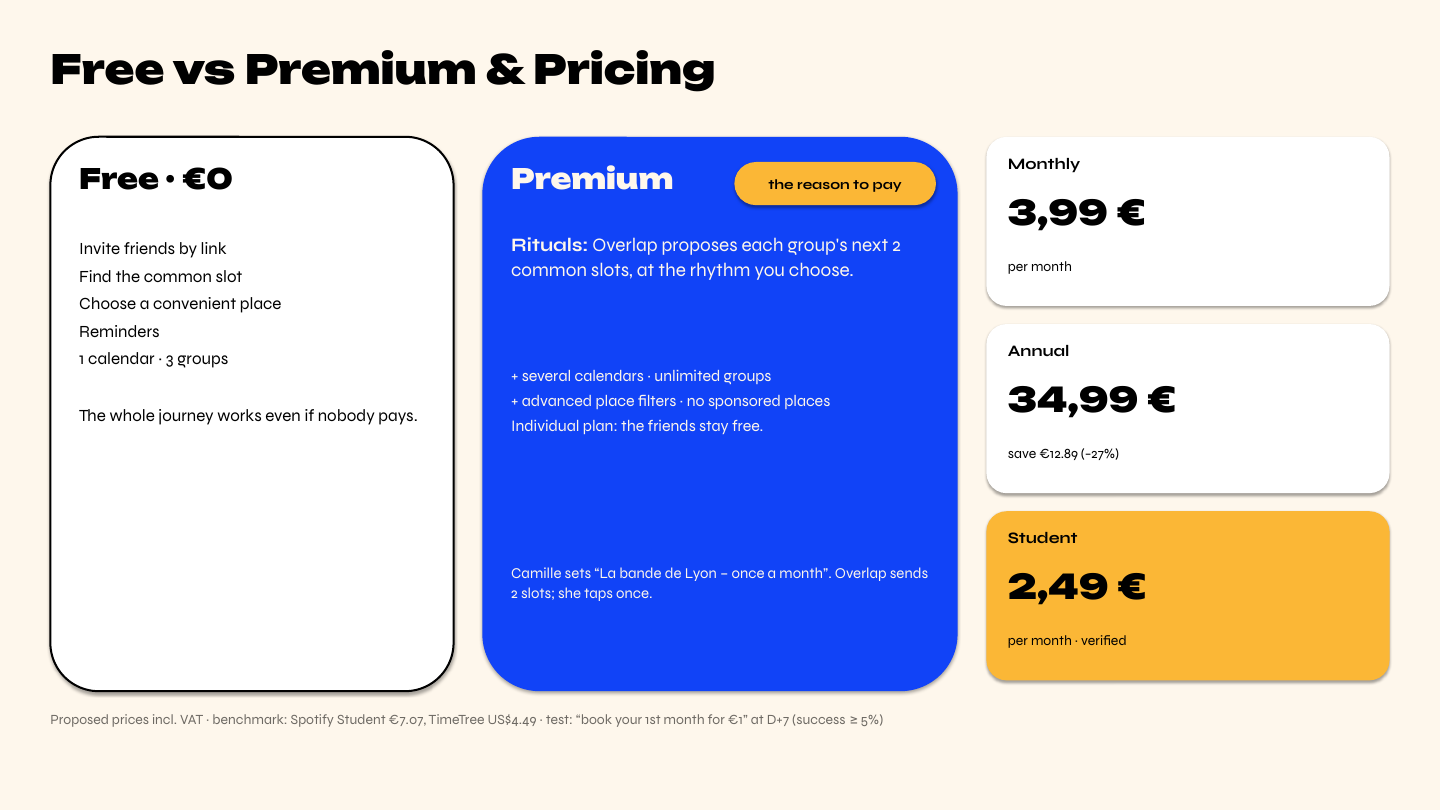 Free vs Premium & Pricing
Free · €0
Invite friends by link
Find the common slot
Choose a convenient place
Reminders
1 calendar · 3 groups
The whole journey works even if nobody pays.
Premium
the reason to pay
Rituals: Overlap proposes each group's next 2
common slots, at the rhythm you choose.
+ several calendars · unlimited groups
+ advanced place filters · no sponsored places
Individual plan: the friends stay free.
Camille sets “La bande de Lyon – once a month”. Overlap sends
2 slots; she taps once.
Monthly
3,99 €
per month
Annual
34,99 €
save €12.89 (−27%)
Student
2,49 €
per month · verified
Proposed prices incl. VAT · benchmark: Spotify Student €7.07, TimeTree US$4.49 · test: “book your 1st month for €1” at D+7 (success ≥ 5%)